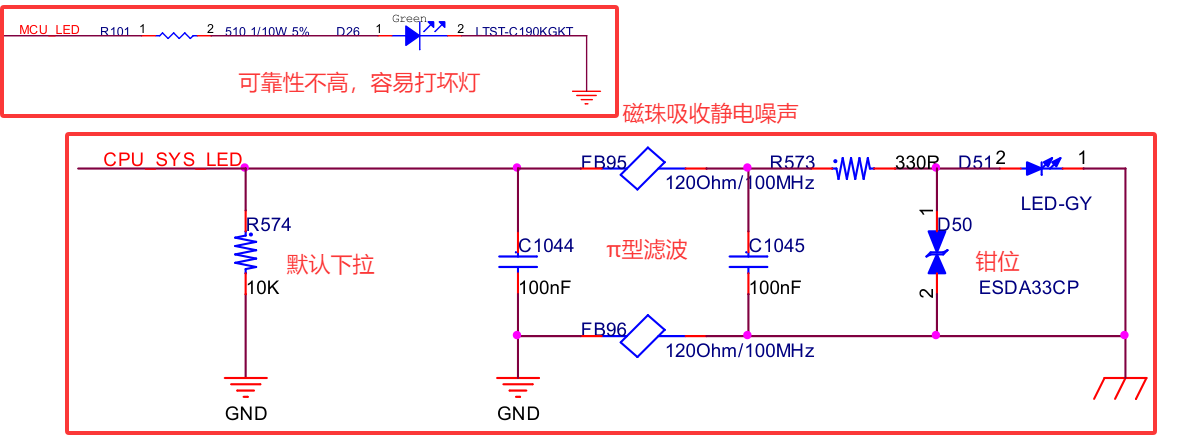 Green
MCU_LED R101 1 2 510 1/10W 5% D26 1 2 LTST-C190KGKT
可靠性不高，容易打坏灯
磁珠吸收静电噪声
CPU_SYS_LED FB95 R573 330R D51 2 1
120Ohm/100MHz
LED-GY
R574 1 D50
C1044 π型滤波 C1045
默认下拉 钳位
10K 100nF 100nF 2 ESDA33CP
FB96
120Ohm/100MHz
GND GND